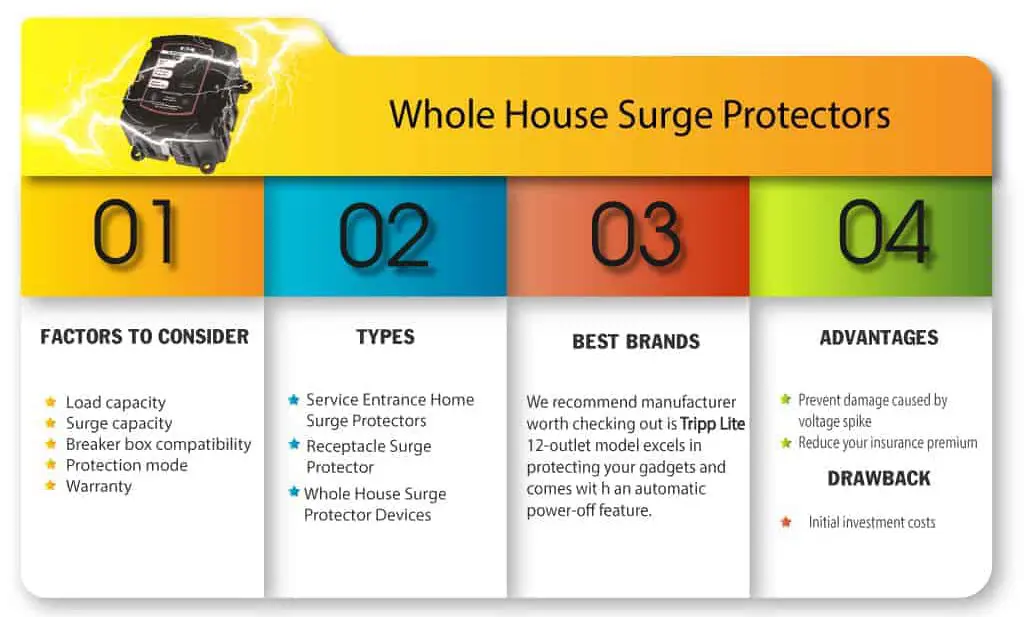 EATON
Whole House Surge Protectors
01
02
03
04
FACTORS TO CONSIDER
Load capacity
Surge capacity
Breaker box compatibility
Protection mode
Warranty
TYPES
Service Entrance Home
Surge Protectors
Receptacle Surge
Protector
Whole House Surge
Protector Devices
BEST BRANDS
We recommend manufacturer
worth checking out is Tripp Lite
12-outlet model excels in
protecting your gadgets and
comes wit h an automatic
power-off feature.
ADVANTAGES
Prevent damage caused by
voltage spike
Reduce your insurance premium
DRAWBACK
Initial investment costs